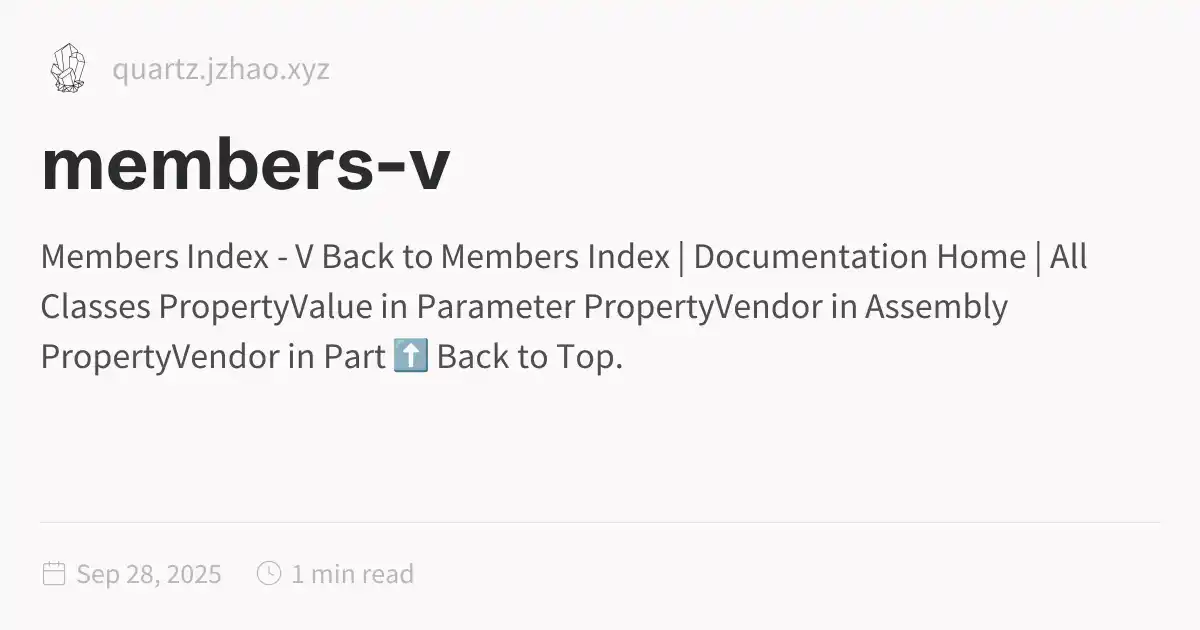 quartz.jzhao.xyz
members-v
Members Index - V Back to Members Index | Documentation Home | All
Classes PropertyValue in Parameter PropertyVendor in Assembly
PropertyVendor in Part ⬆️ Back to Top.
Sep 28, 2025 1 min read